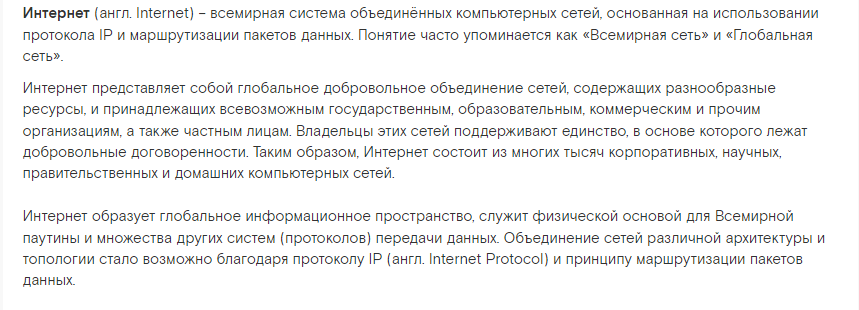 Интернет (англ. Internet) – всемирная система объединённых компьютерных сетей, основанная на использовании
протокола IP и маршрутизации пакетов данных. Понятие часто упоминается как «Всемирная сеть» и «Глобальная
сеть».
Интернет представляет собой глобальное добровольное объединение сетей, содержащих разнообразные
ресурсы, и принадлежащих всевозможным государственным, образовательным, коммерческим и прочим
организациям, а также частным лицам. Владельцы этих сетей поддерживают единство, в основе которого лежат
добровольные договоренности. Таким образом, Интернет состоит из многих тысяч корпоративных, научных,
правительственных и домашних компьютерных сетей.
Интернет образует глобальное информационное пространство, служит физической основой для Всемирной
паутины и множества других систем (протоколов) передачи данных. Объединение сетей различной архитектуры и
топологии стало возможно благодаря протоколу IP (англ. Internet Protocol) и принципу маршрутизации пакетов
данных.